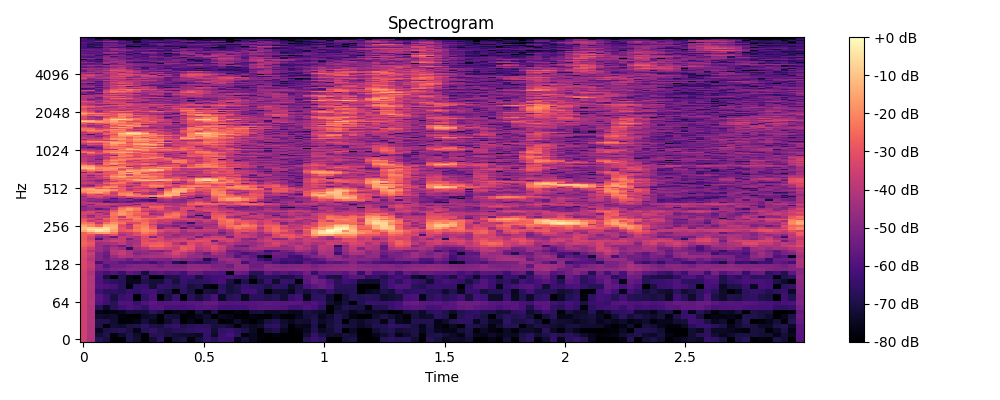 Spectrogram
Hz
4096
2048
1024
512
256
128
64
0
0
0.5
1
1.5
2
2.5
Time
+0 dB
-10 dB
-20 dB
-30 dB
-40 dB
-50 dB
-60 dB
-70 dB
-80 dB